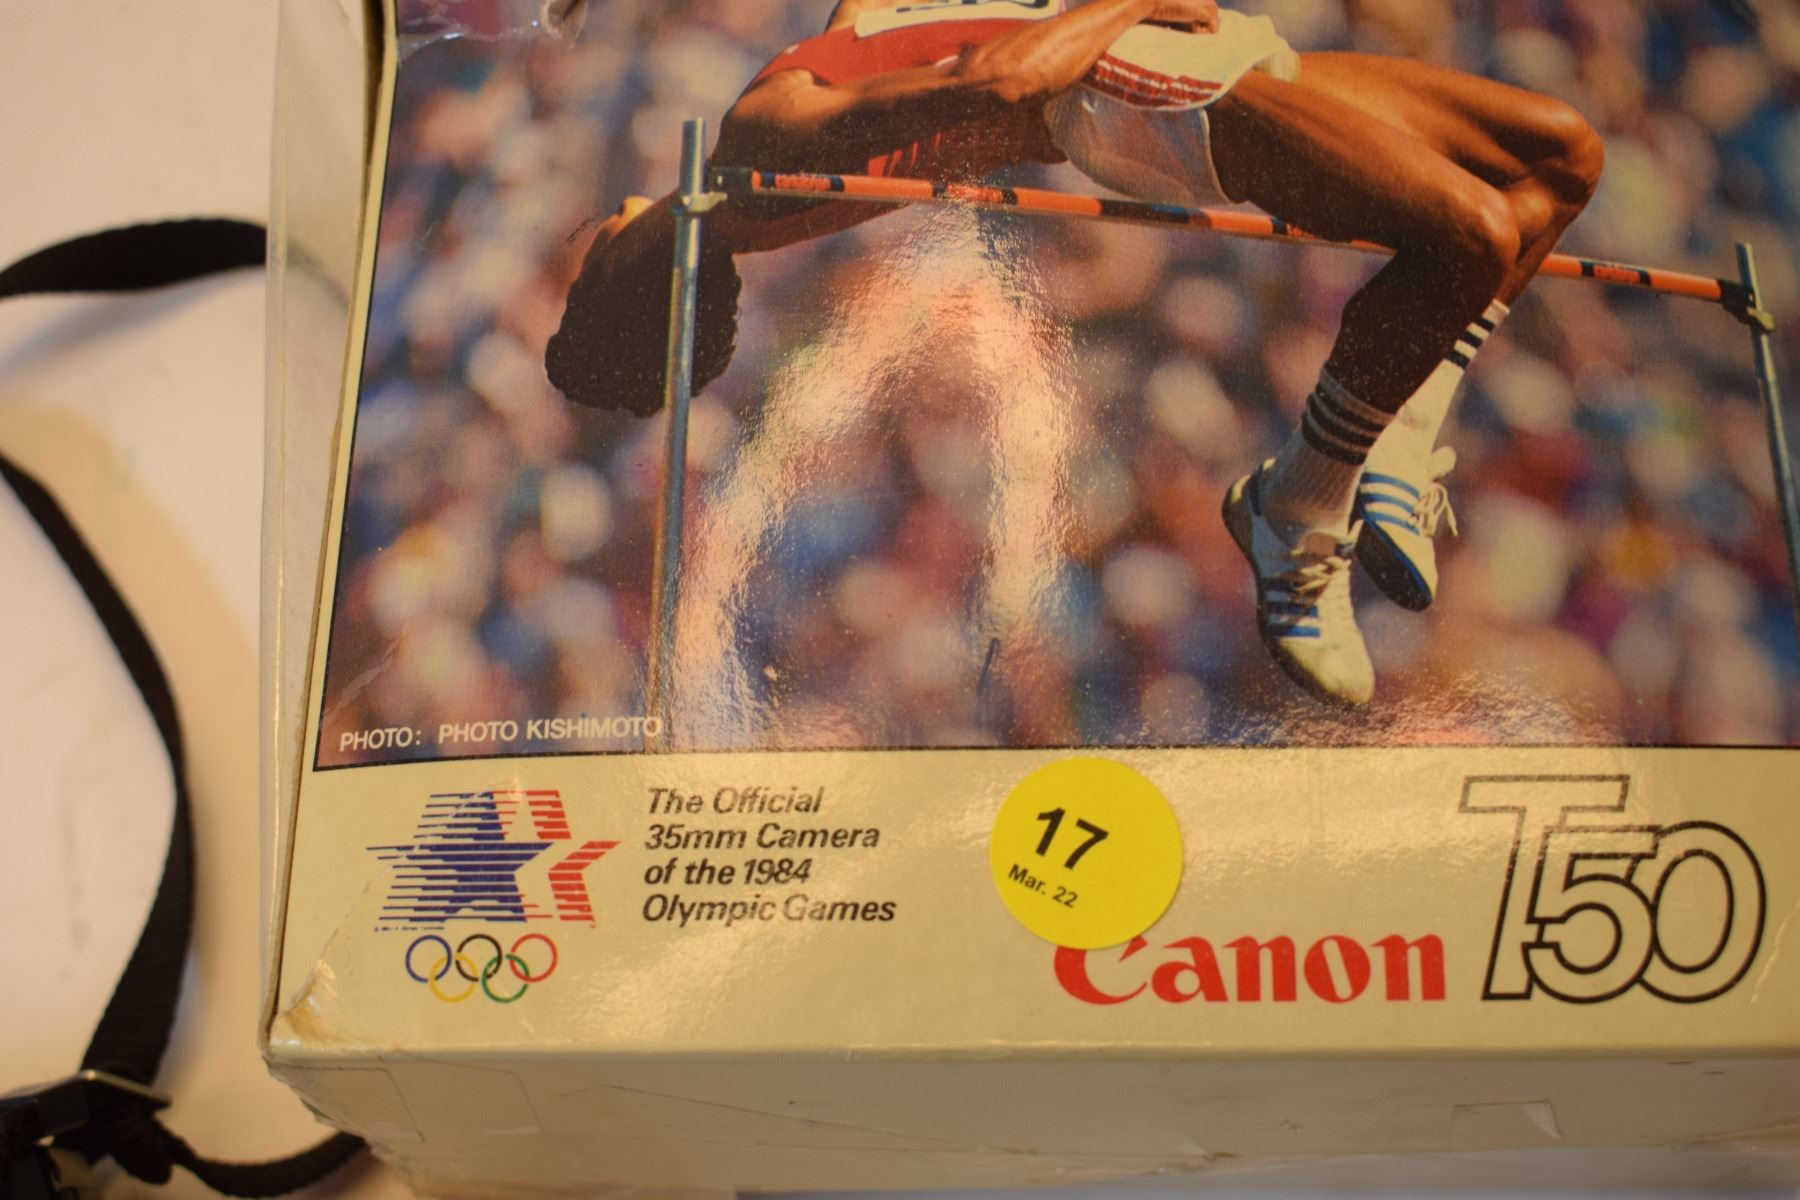 PHOTO: PHOTO KISHIMOTO
The Official
35mm Camera
of the 1984
Olympic Games
17
Mar. 22
Canon
T50